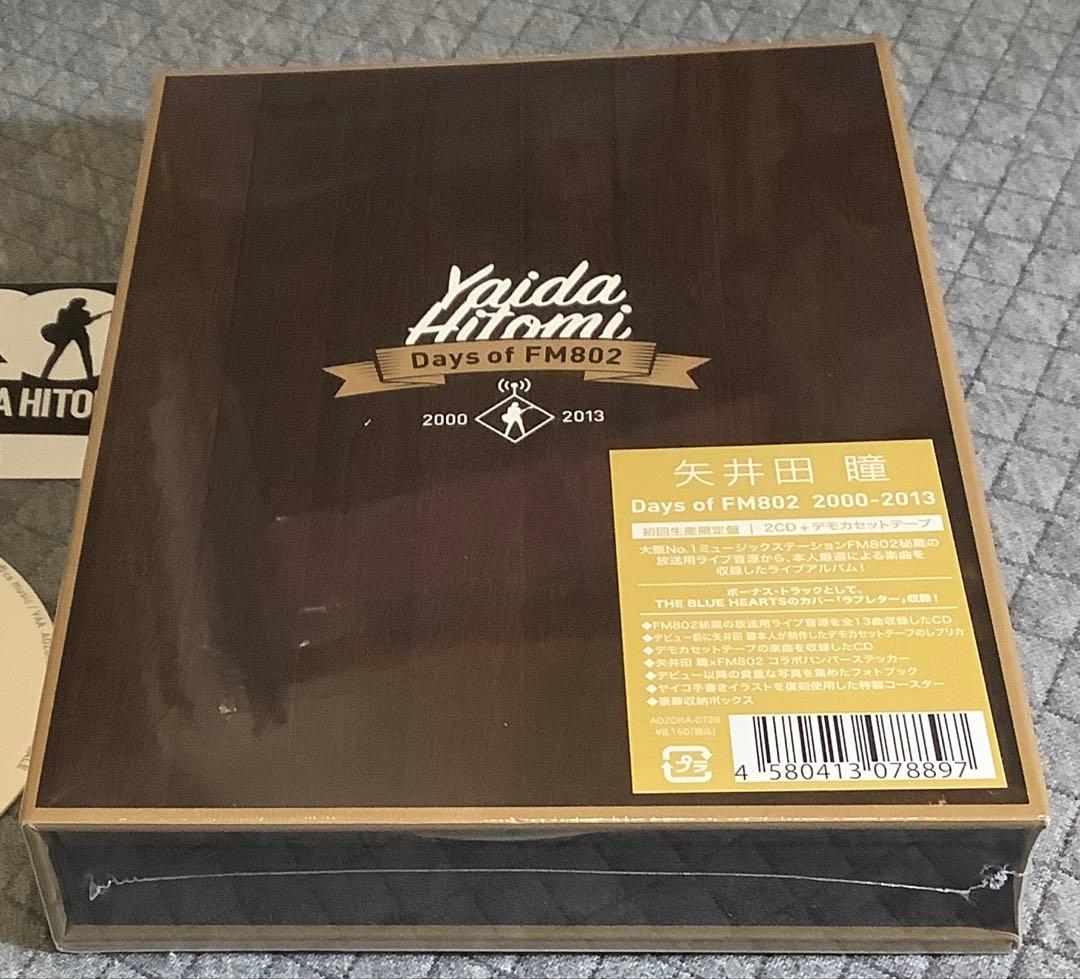 Yaida
Hitomi
Days of FM802
2000 2013
A HITO
矢井田 瞳
Days of FM802 2000-2013
初回生産限定盤 | 2CD+デモカセットテープ
大阪No.1ミュージックステーションFM802秘蔵の
放送用ライブ音源から、本人厳選による楽曲を
収録したライブアルバム!
ボーナス・トラックとして、
THE BLUE HEARTSのカバー「ラブレター」収録!
◆FM802秘蔵の放送用ライブ音源を全13曲収録したCD
◆デビュー前に矢井田 瞳本人が制作したデモカセットテープのレプリカ
◆デモカセットテープの楽曲を収録したCD
◆矢井田 瞳×FM802 コラボバンパーステッカー
◆デビュー以降の貴重な写真を集めたフォトブック
◆ヤイコ手書きイラストを復刻使用した特製コースター
◆豪華収納ボックス
AOZORA-0728
¥8,160(税込)
プラ
4 580413 078897